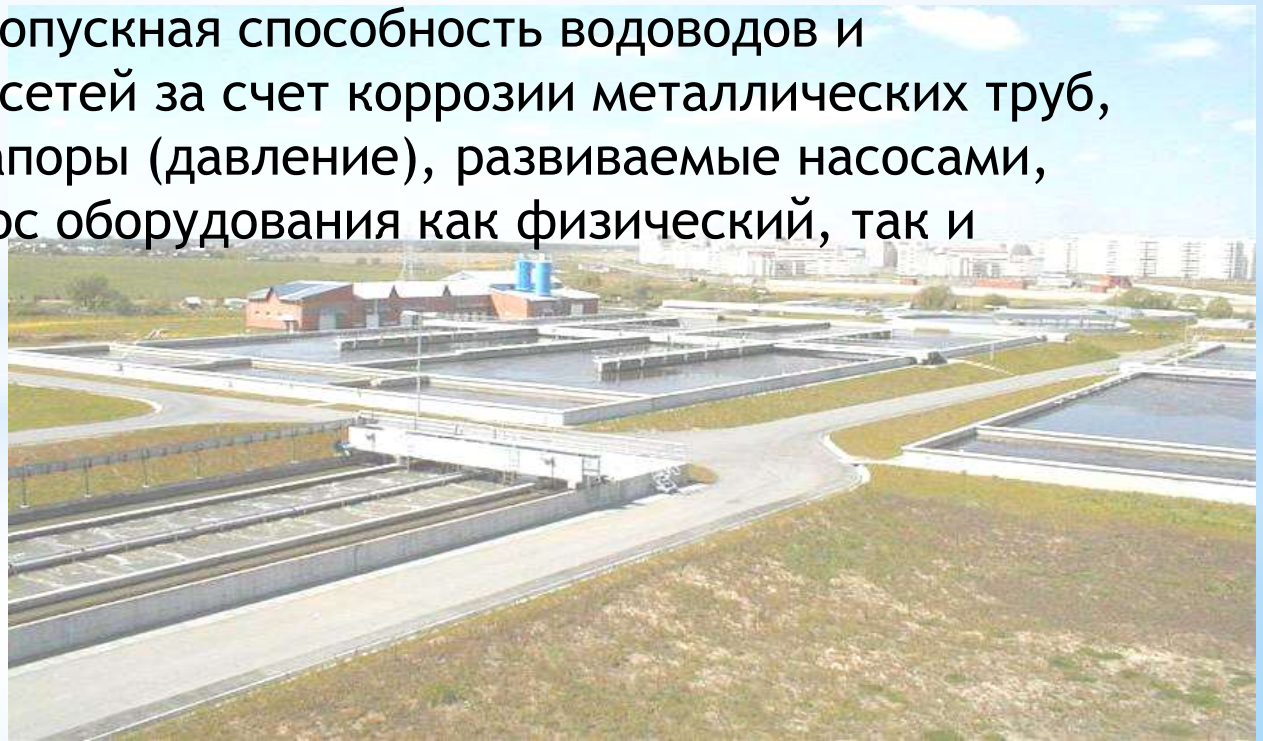 опускная способность водоводов и
сетей за счет коррозии металлических труб,
апоры (давление), развиваемые насосами,
ос оборудования как физический, так и